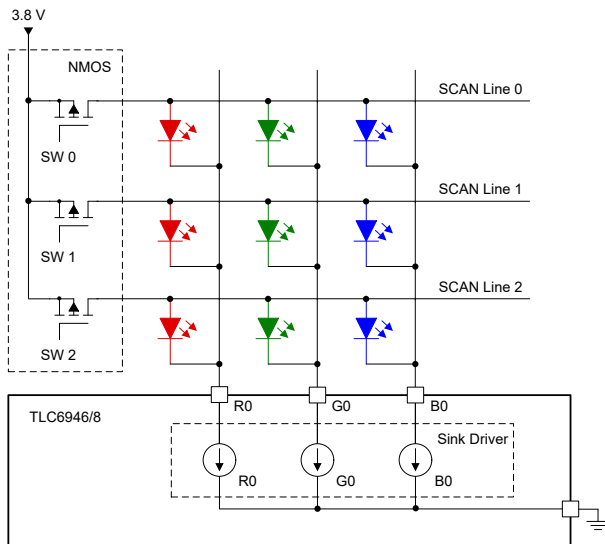 3.8 V
NMOS
SCAN Line 0
SW 0
SCAN Line 1
SW 1
SCAN Line 2
SW 2
R0
G0
B0
TLC6946/8
Sink Driver
R0
G0
B0